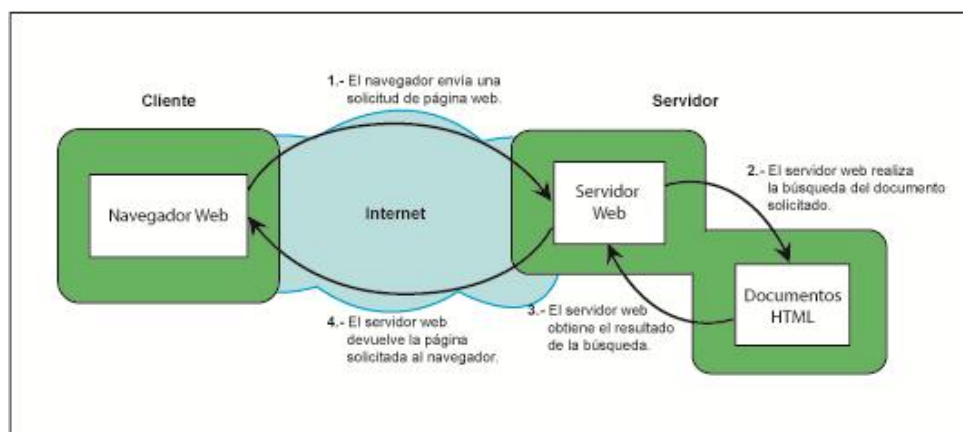 1.- El navegador envía una
solicitud de página web.
Cliente
Servidor
2.- El servidor web realiza
la búsqueda del documento
solicitado.
Navegador Web
Internet
Servidor
Web
Documentos
HTML
3.- El servidor web
obtiene el resultado
de la búsqueda.
4.- El servidor web
devuelve la página
solicitada al navegador.